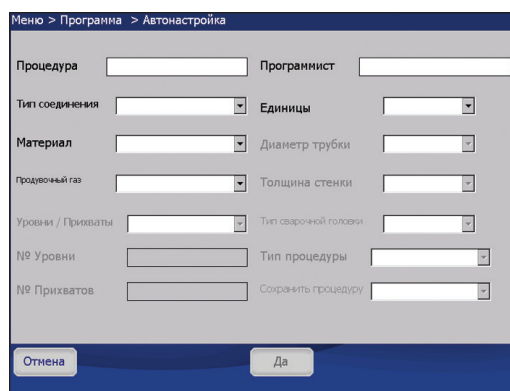 Меню > Программа > Автонастройка
Процедура Программист
Тип соединения Единицы
Материал Диаметр трубки
Продувочный газ Толщина стенки
Уровни / Прихваты Тип сварочной головки
№ Уровни Тип процедуры
№ Прихватов Сохранить процедуру
Отмена Да